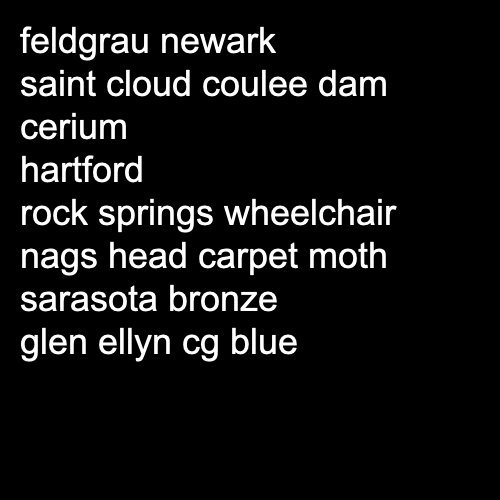 feldgrau newark
saint cloud coulee dam
cerium
hartford
rock springs wheelchair
nags head carpet moth
sarasota bronze
glen ellyn cg blue